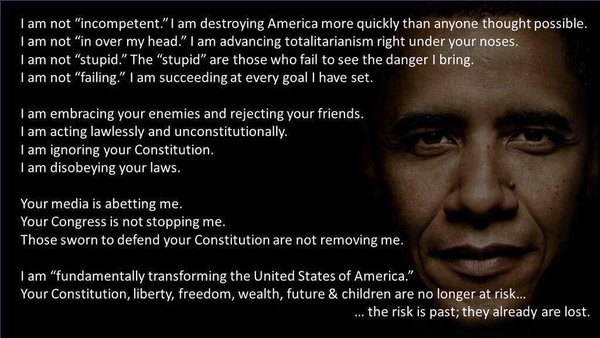 I am not “incompetent.” I am destroying America more quickly than anyone thought possible.
I am not “in over my head.” I am advancing totalitarianism right under your noses.
I am not “stupid.” The “stupid” are those who fail to see the danger I bring.
I am not “failing.” I am succeeding at every goal I have set.
I am embracing your enemies and rejecting your friends.
I am acting lawlessly and unconstitutionally.
I am ignoring your Constitution.
I am disobeying your laws.
Your media is abetting me.
Your Congress is not stopping me.
Those sworn to defend your Constitution are not removing me.
I am “fundamentally transforming the United States of America.”
Your Constitution, liberty, freedom, wealth, future & children are no longer at risk...
... the risk is past; they already are lost.